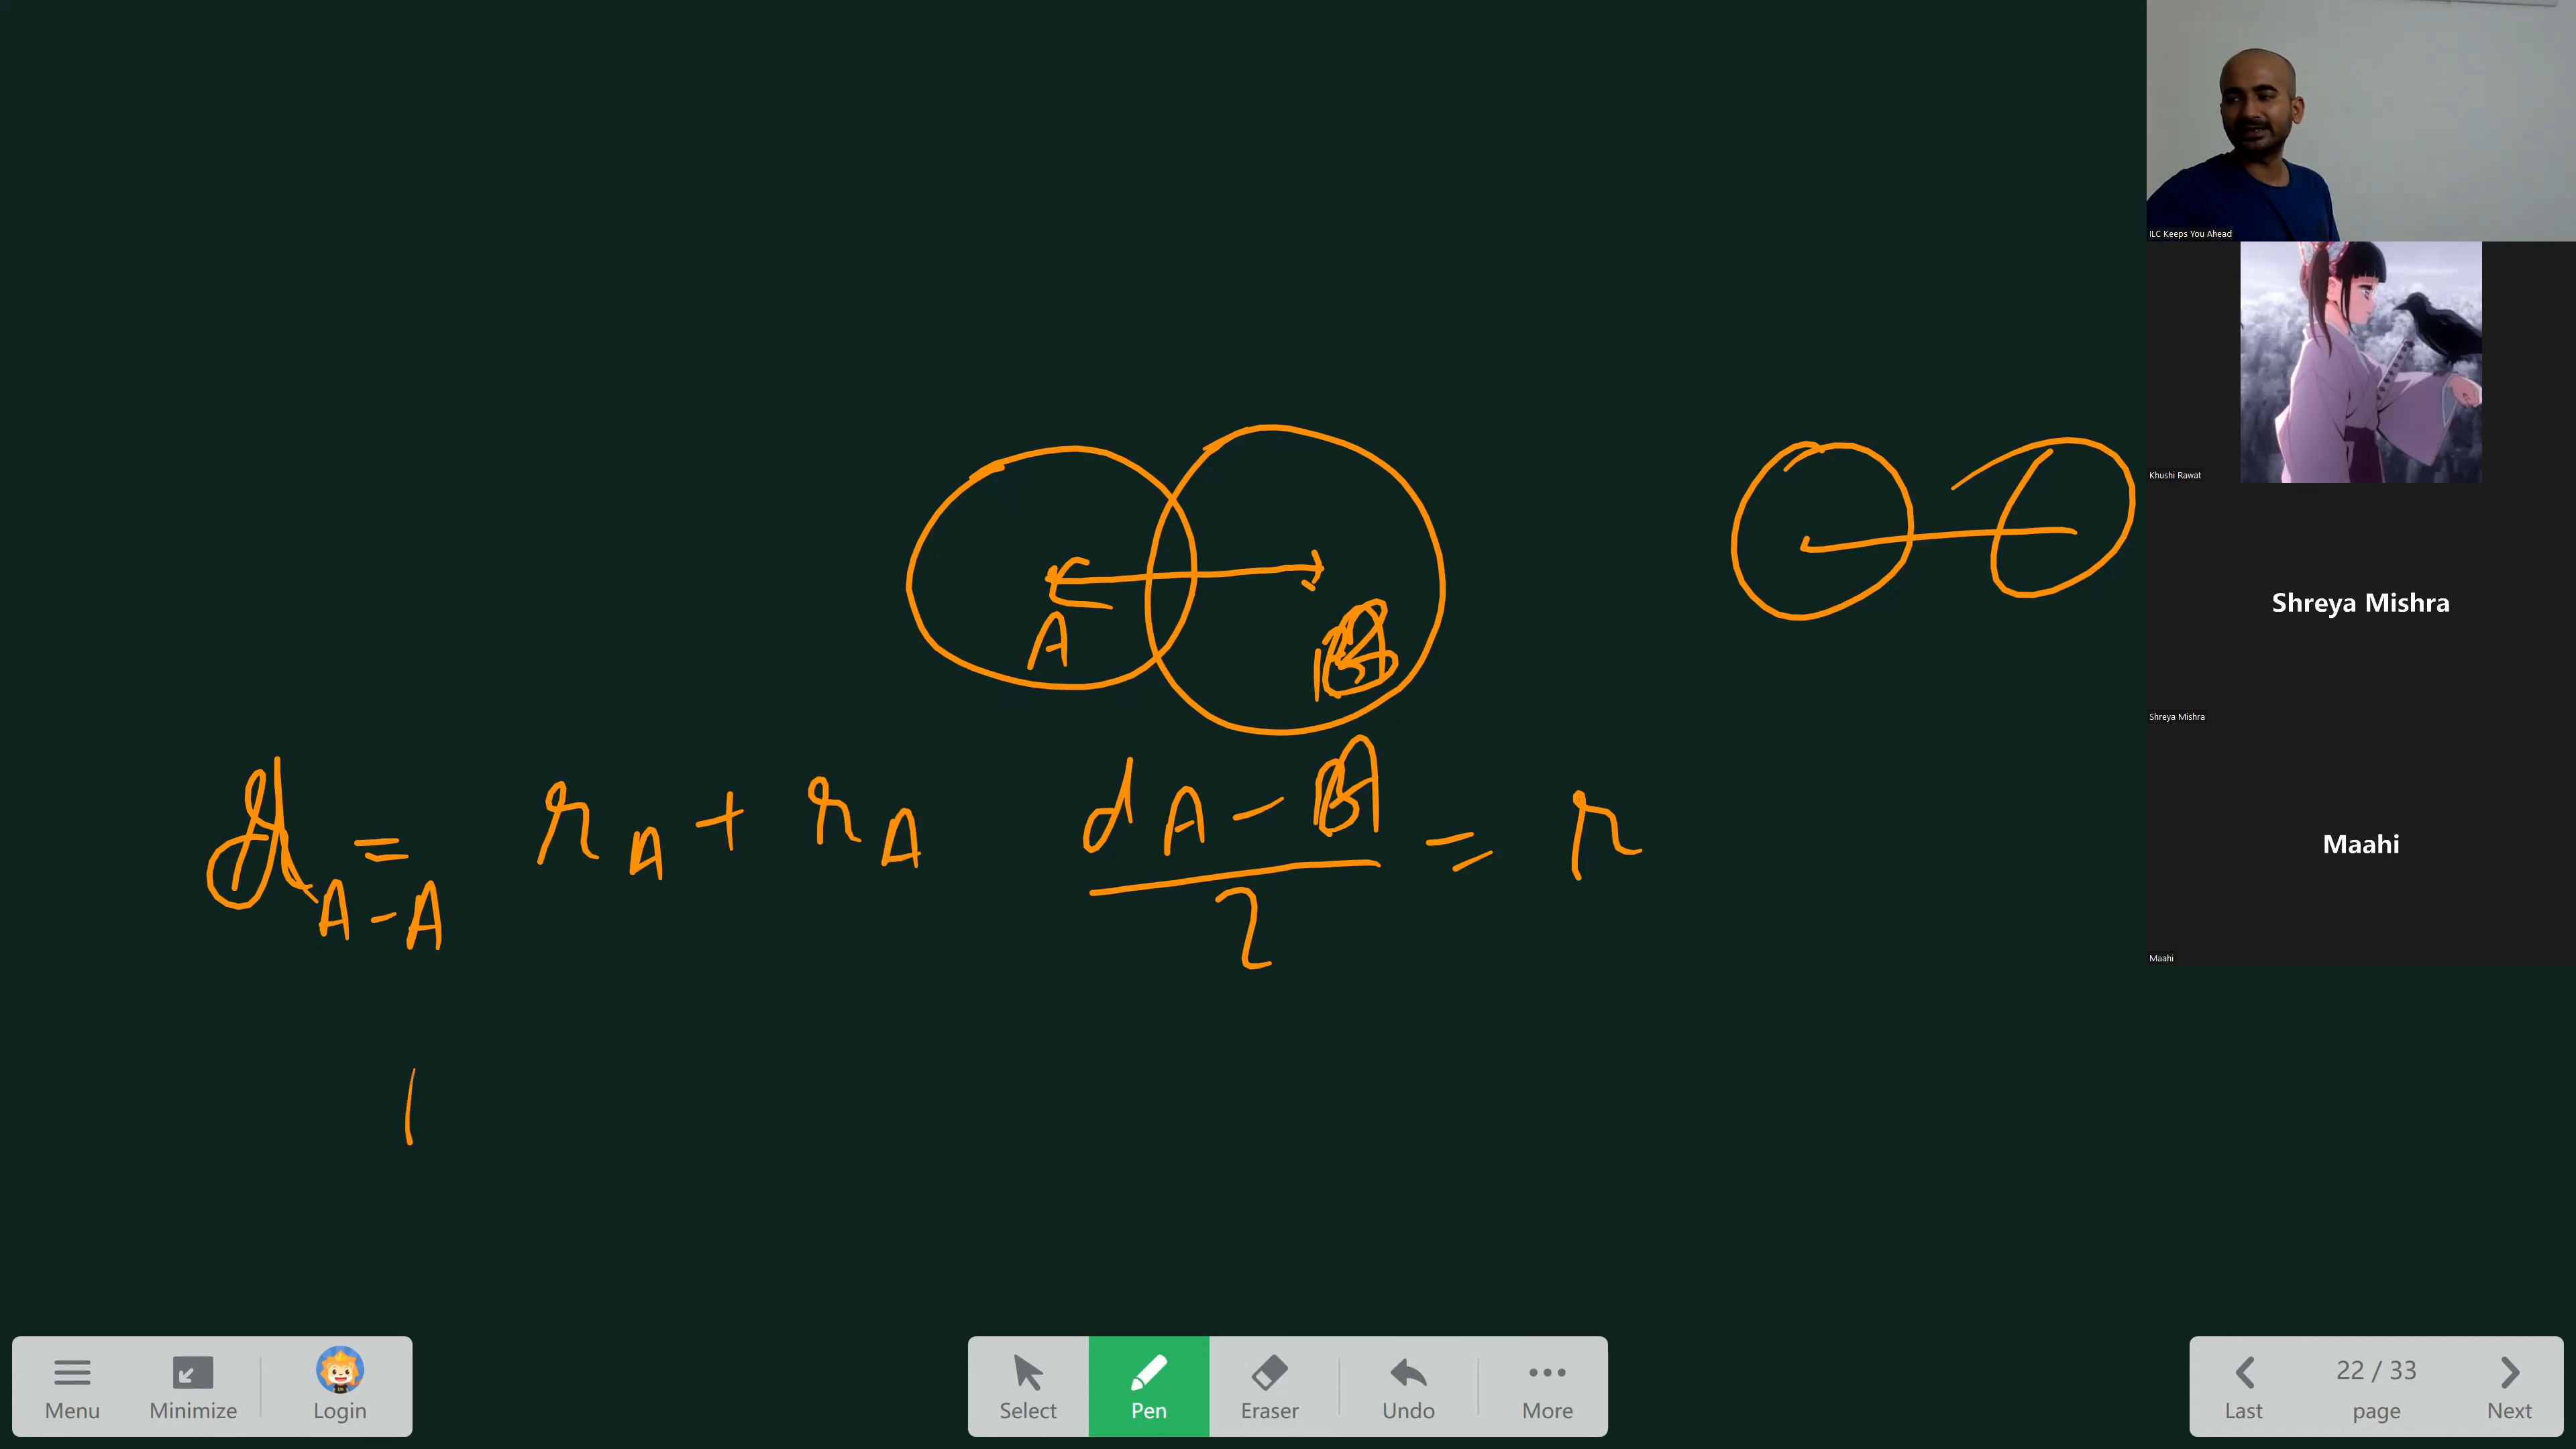 ILC Keeps You Ahead
Khushi Rawat
Shreya Mishra
Shreya Mishra
Maahi
Maahi
A
d A-A = r A + r A
d A - A / 2 = r
Menu
Minimize
Login
Select
Pen
Eraser
Undo
More
Last
22 / 33
page
Next